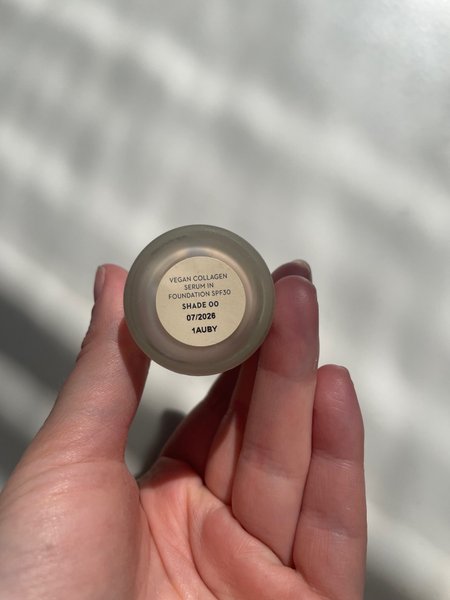 VEGAN COLLAGEN
SERUM IN
FOUNDATION SPF30
SHADE 00
07/2026
1AUBY